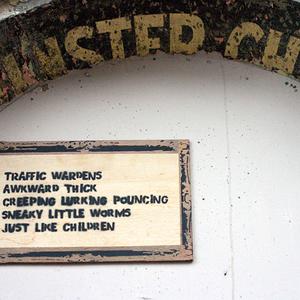 TRAFFIC WARDENS
AWKWARD THICK
CREEPING LURKING POUNCING
SNEAKY LITTLE WORMS
JUST LIKE CHILDREN